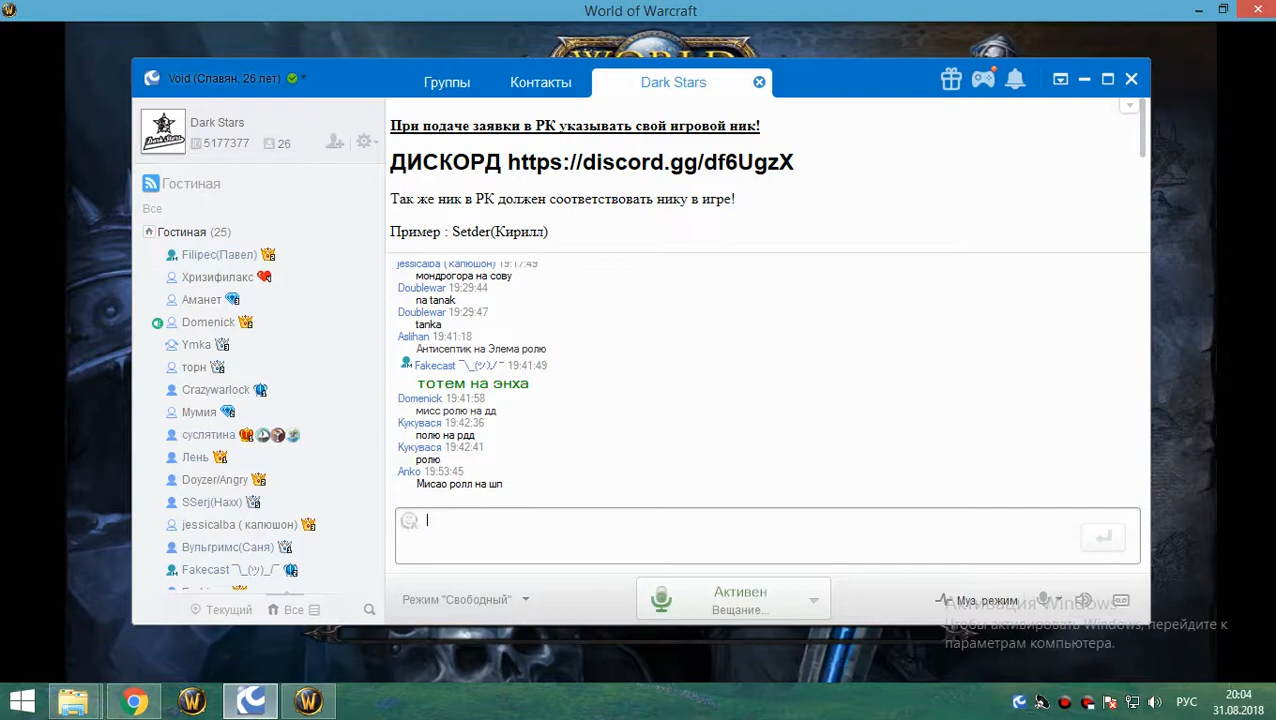 World of Warcraft
Void (Славян, 26 лет)
Группы
Контакты
Dark Stars
Dark Stars
5177377
26
Гостиная
Все
Гостиная (25)
Filipec(Павел)
Хризифилакс
Аманет
Domenick
Ymka
торн
Crazywarlock
Мумия
суслятина
Лень
Doyzer/Angry
SSerj(Haxx)
jessicalba ( капюшон)
Вульгримс(Саня)
Fakecast ¯\_(ツ)_/¯
Текущий
Все
При подаче заявки в РК указывать свой игровой ник!
ДИСКОРД https://discord.gg/df6UgzX
Так же ник в РК должен соответствовать нику в игре!
Пример : Setder(Кирилл)
jessicalba ( капюшон) 19:17:49
мондрогора на сову
Doublewar 19:29:44
na tanak
Doublewar 19:29:47
tanka
Aslihan 19:41:18
Антисептик на Элема ролю
Fakecast ¯\_(ツ)_/¯ 19:41:49
тотем на энха
Domenick 19:41:58
мисс ролю на дд
Кукувася 19:42:36
полю на рдд
Кукувася 19:42:41
ролю
Anko 19:53:45
Мисао ролл на шп
Режим "Свободный"
Активен
Вещание...
Муз. режим
Активация Windows
Чтобы активировать Windows, перейдите к
параметрам компьютера.
РУС
20:04
31.08.2018